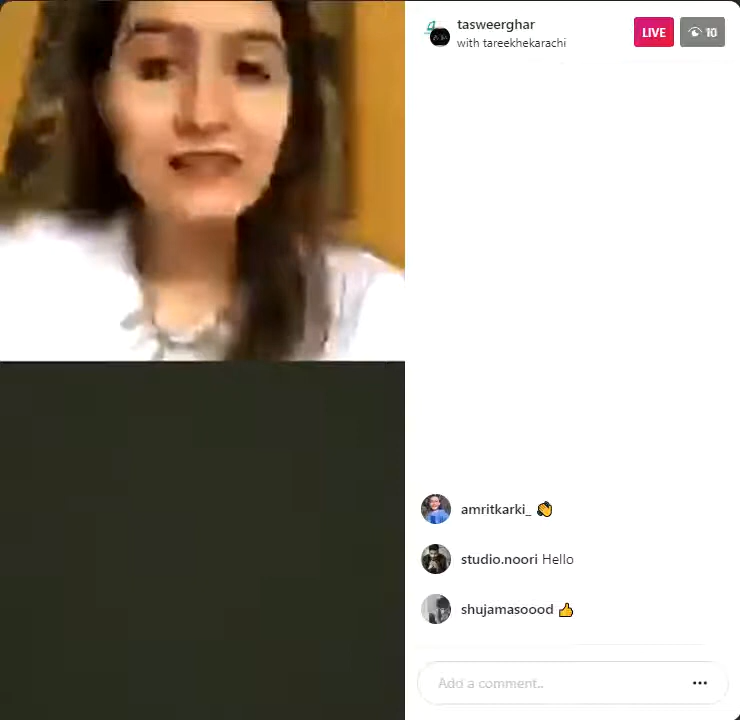 tasweerghar
with tareekhekarachi
LIVE
10
amritkarki_ 👏
studio.noori Hello
shujamasoood 👍
Add a comment..